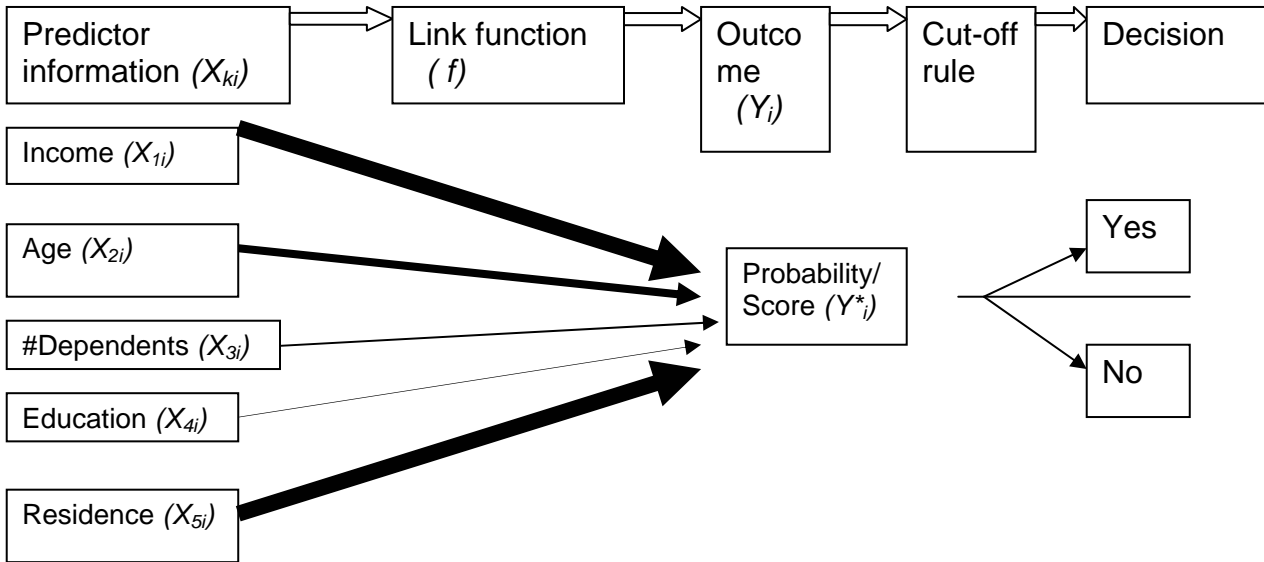 Predictor
information (Xki)
Link function
( f)
Outco
me
(Yi)
Cut-off
rule
Decision
Income (X1i)
Age (X2i)
#Dependents (X3i)
Education (X4i)
Residence (X5i)
Probability/
Score (Y*i)
Yes
No